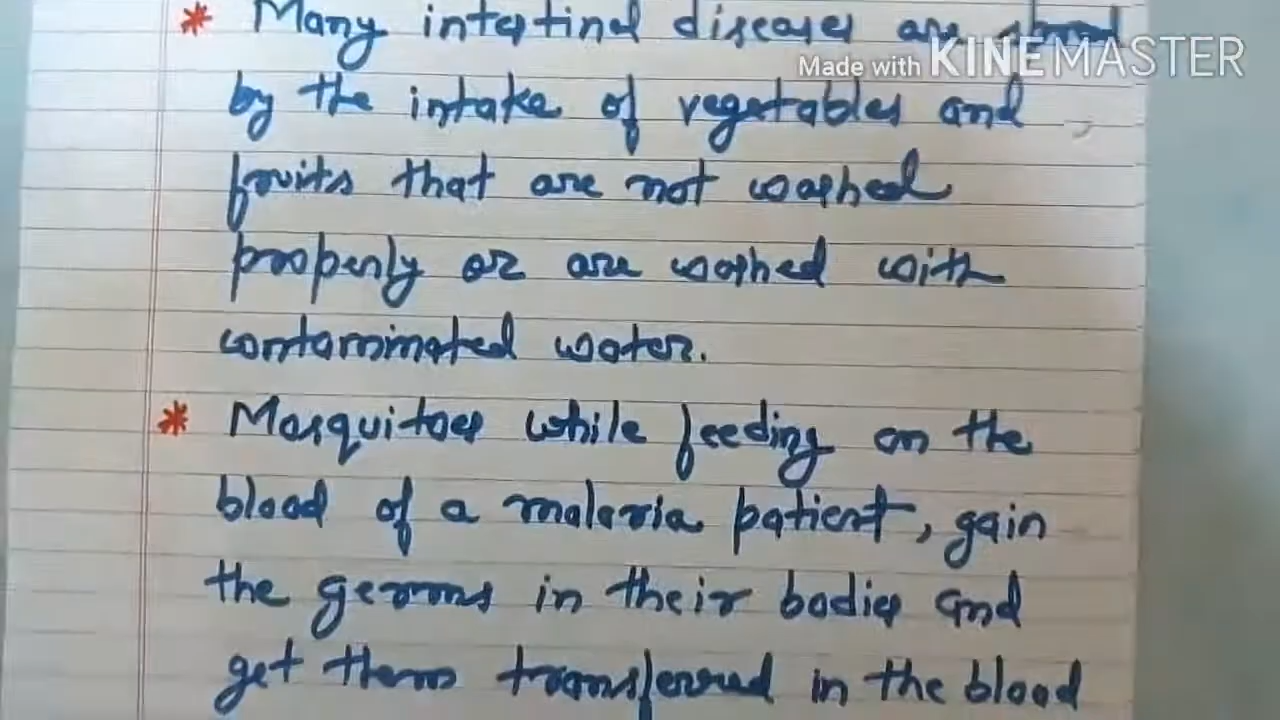 * Many intestinal diseases are
Made with KINEMASTER
by the intake of vegetables and
fruits that are not washed
properly or are washed with
contaminated water.
* Mosquitoes while feeding on the
blood of a malaria patient, gain
the germs in their bodies and
get them transferred in the blood